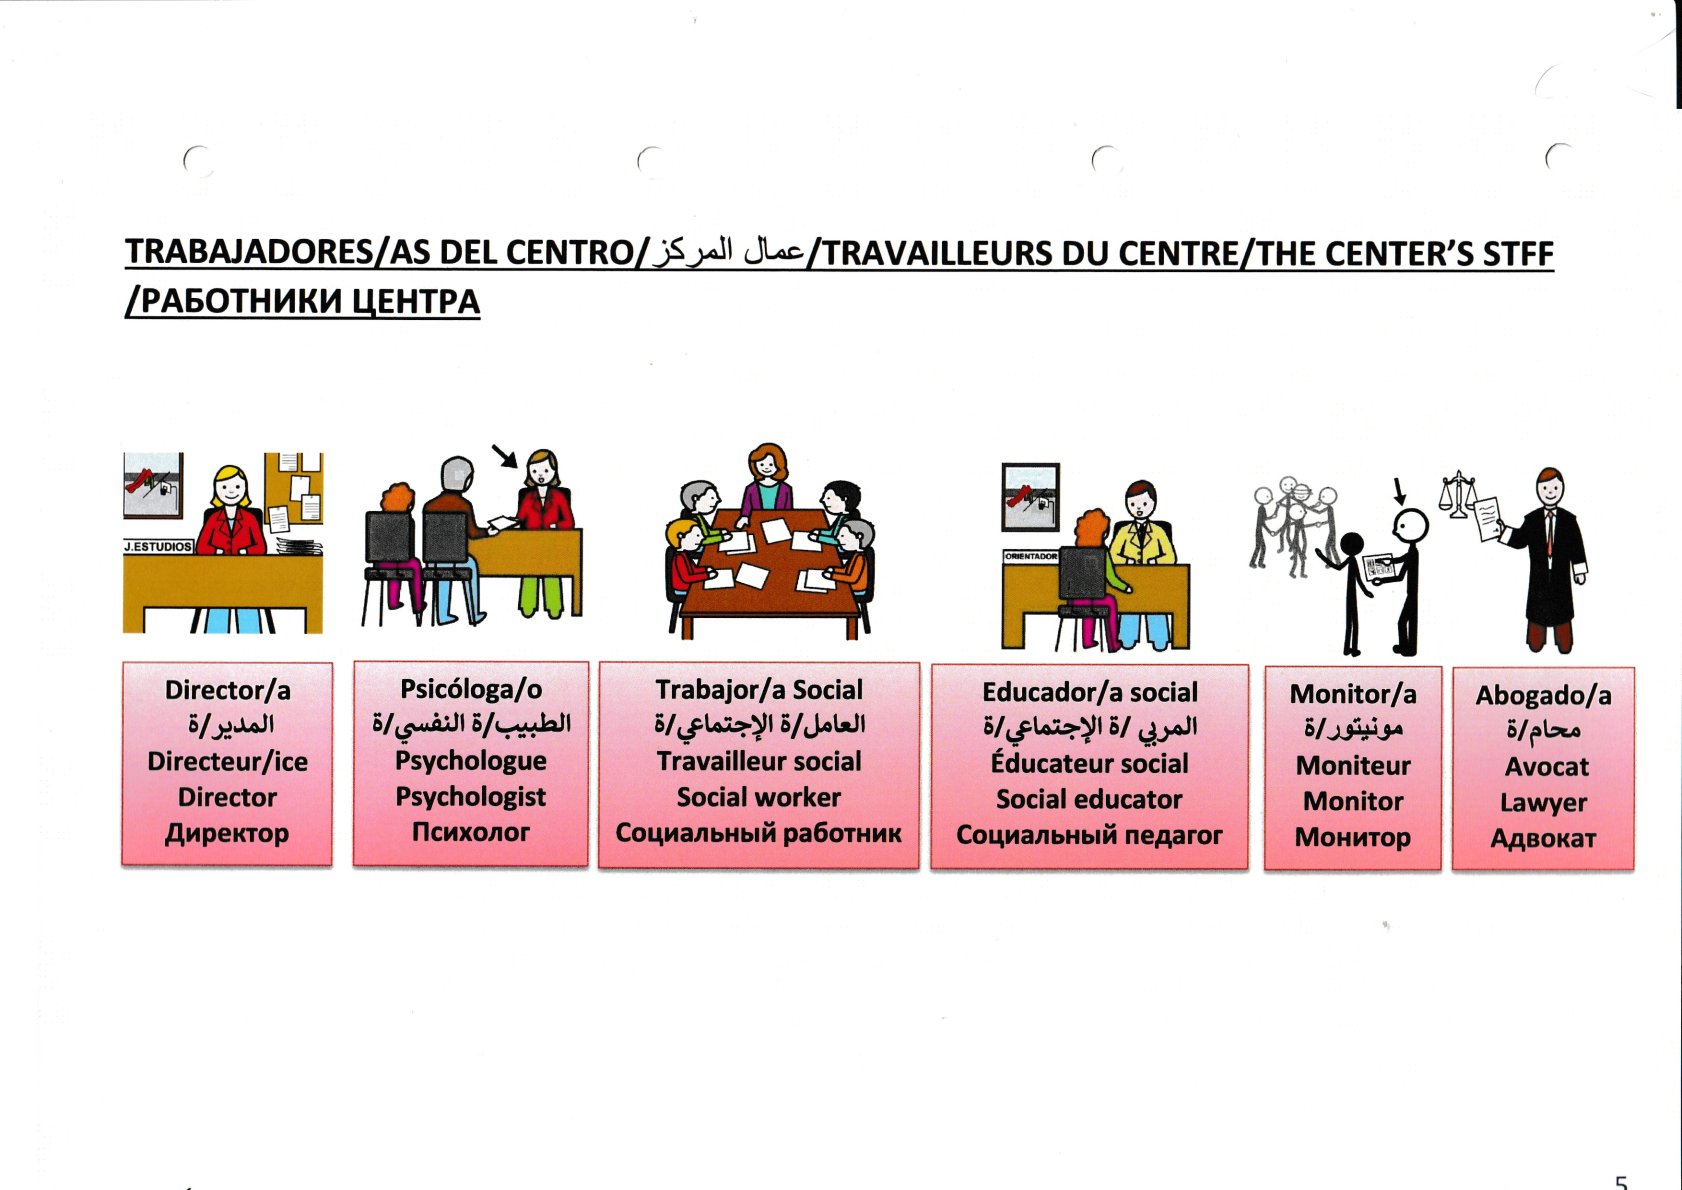 TRABAJADORES/AS DEL CENTRO/عمال المركز/TRAVAILLEURS DU CENTRE/THE CENTER’S STFF
/РАБОТНИКИ ЦЕНТРА
J.ESTUDIOS
ORIENTADOR
Director/a
المدير/ة
Directeur/ice
Director
Директор
Psicóloga/o
الطبيب/ة النفسي/ة
Psychologue
Psychologist
Психолог
Trabajor/a Social
العامل/ة الإجتماعي/ة
Travailleur social
Social worker
Социальный работник
Educador/a social
المربي /ة الإجتماعي/ة
Éducateur social
Social educator
Социальный педагог
Monitor/a
مونيتور/ة
Moniteur
Monitor
Монитор
Abogado/a
محام/ة
Avocat
Lawyer
Адвокат
5